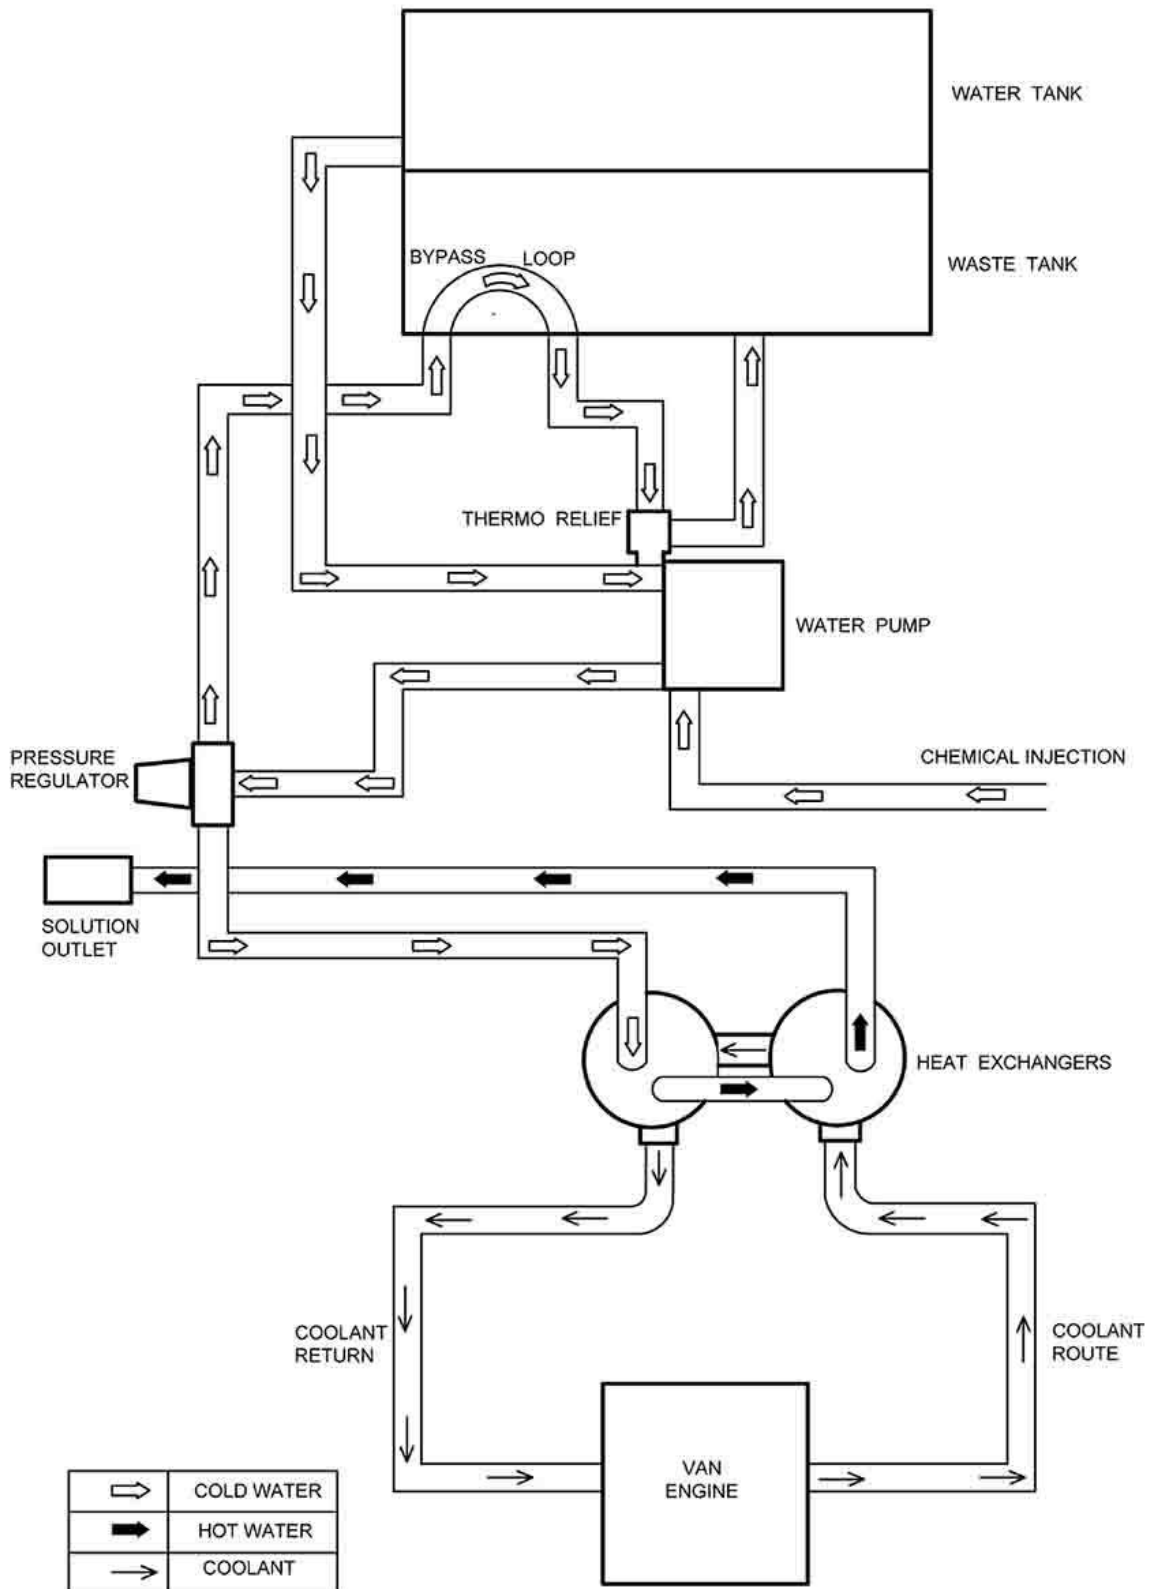 WATER TANK
WASTE TANK
BYPASS LOOP
THERMO RELIEF
WATER PUMP
PRESSURE
REGULATOR
CHEMICAL INJECTION
SOLUTION
OUTLET
HEAT EXCHANGERS
COOLANT
RETURN
COOLANT
ROUTE
VAN
ENGINE
COLD WATER
HOT WATER
COOLANT